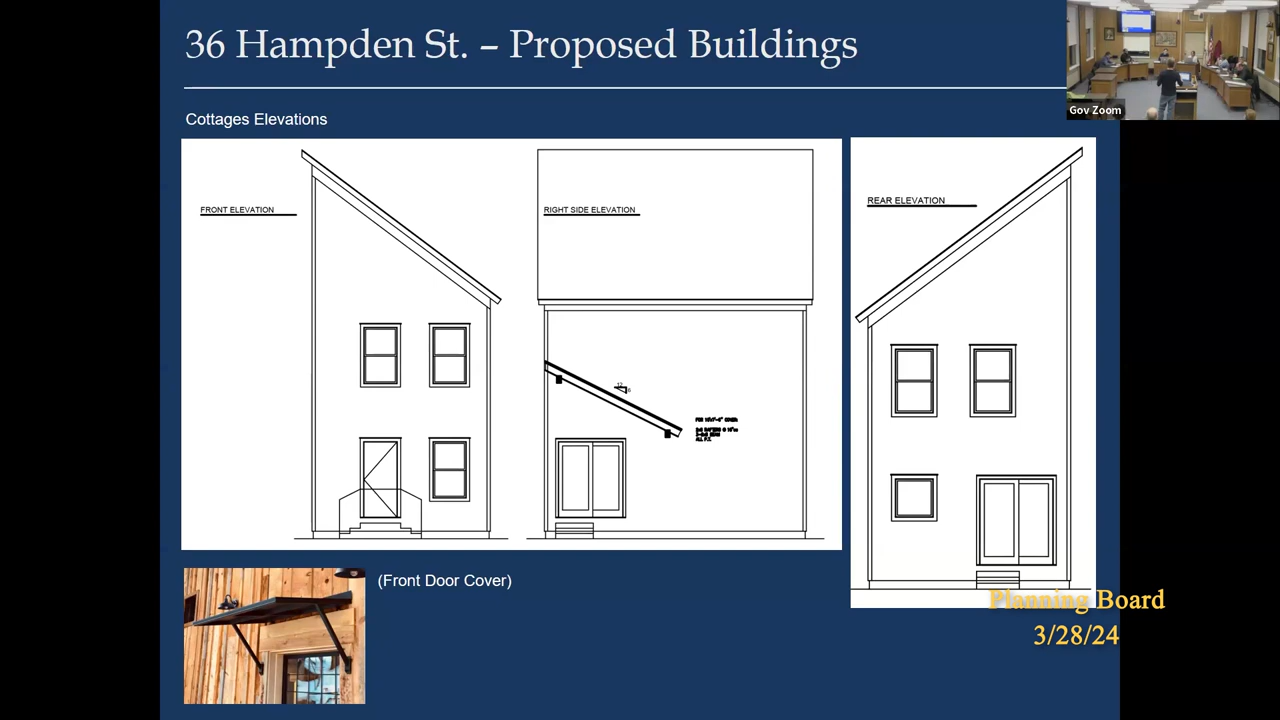 36 Hampden St. – Proposed Buildings
Gov Zoom
Cottages Elevations
FRONT ELEVATION
RIGHT SIDE ELEVATION
REAR ELEVATION
12
(Front Door Cover)
Planning Board
3/28/24